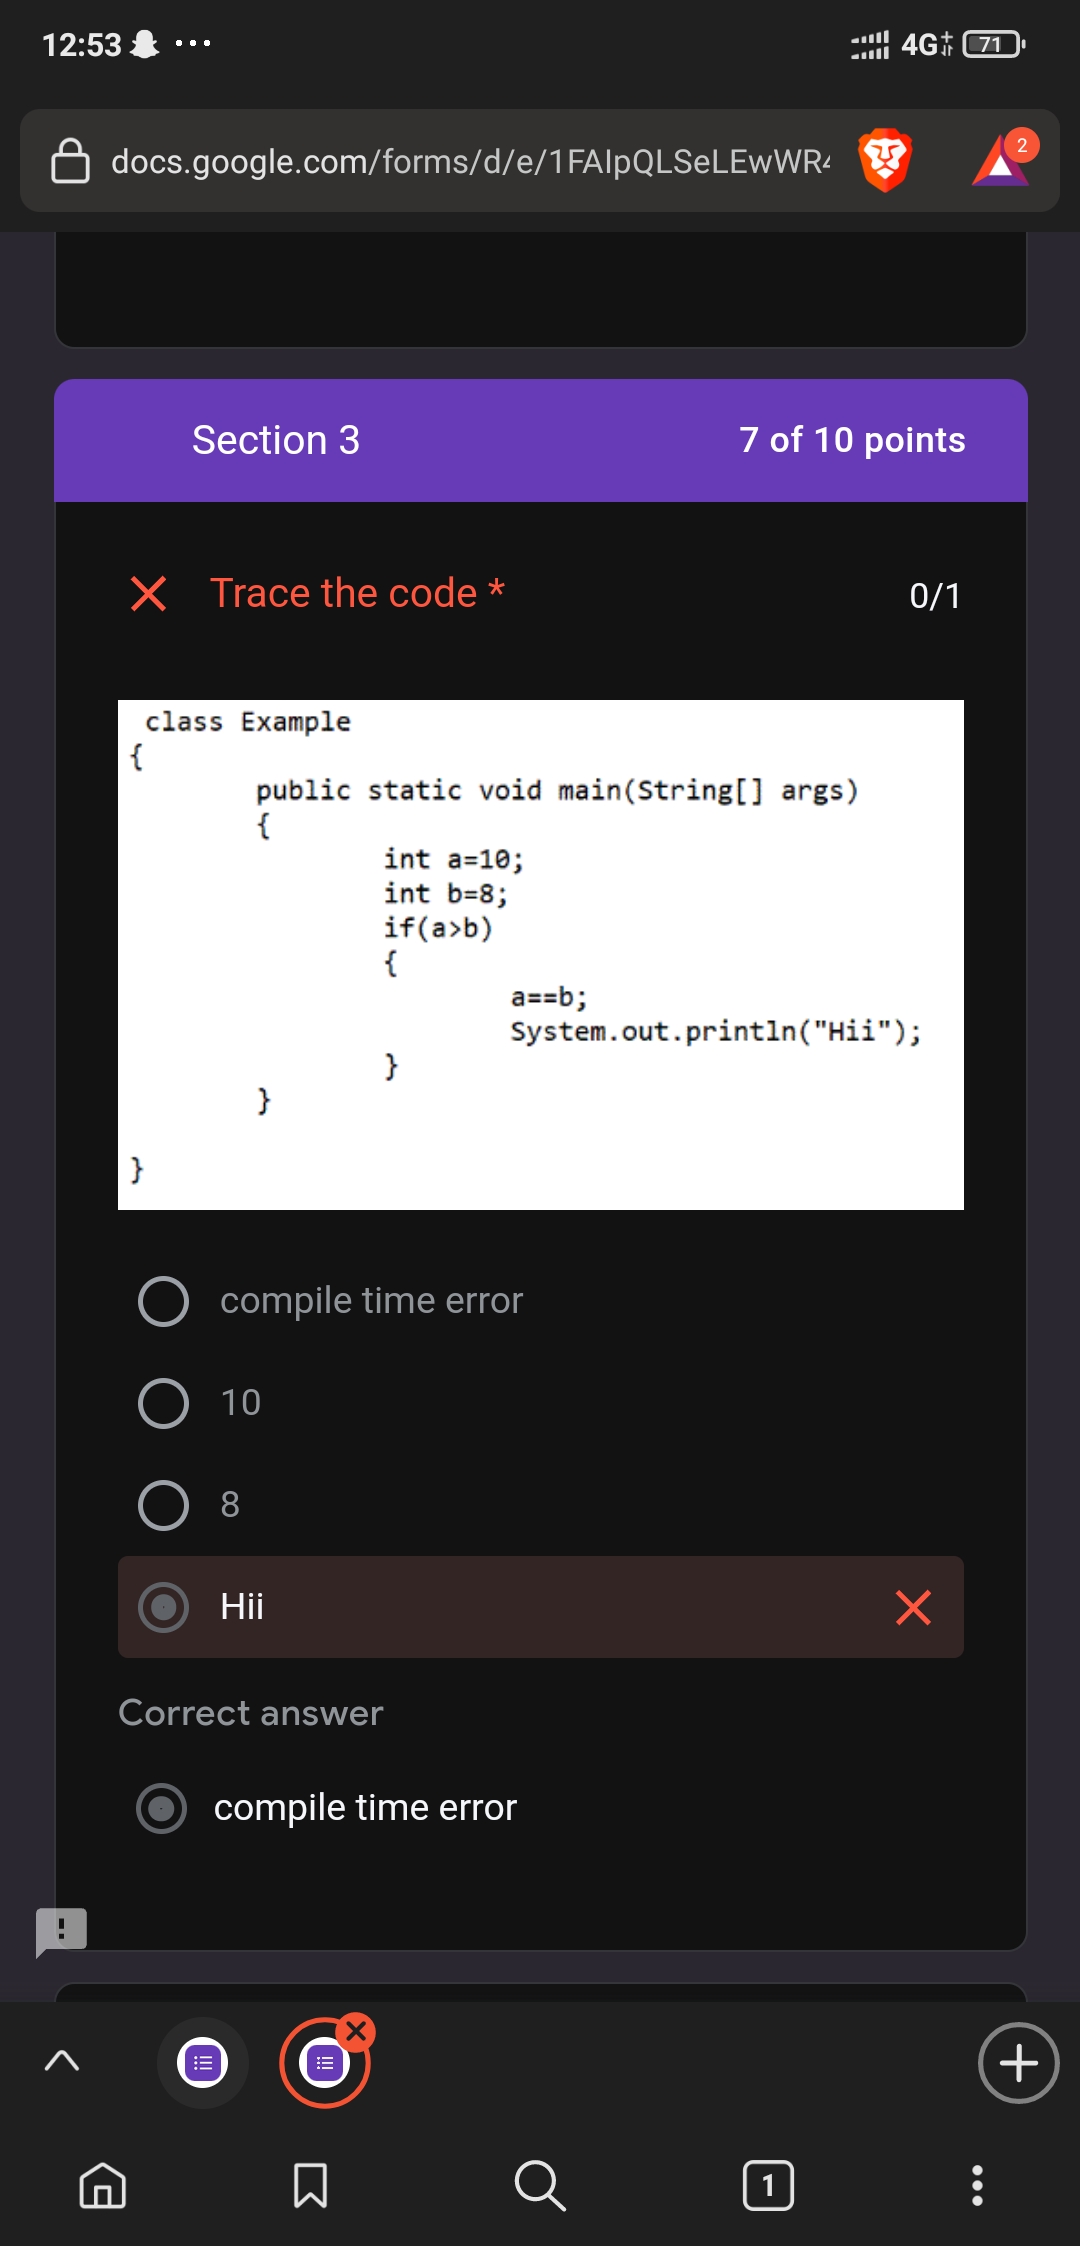 12:53
4G+
71
docs.google.com/forms/d/e/1FAIpQLSeLEwWR
2
Section 3
7 of 10 points
Trace the code *
0/1
class Example
{
public static void main(String[] args)
{
int a=10;
int b=8;
if(a>b)
{
a==b;
System.out.println("Hii");
}
}
}
compile time error
10
8
Hii
Correct answer
compile time error
1